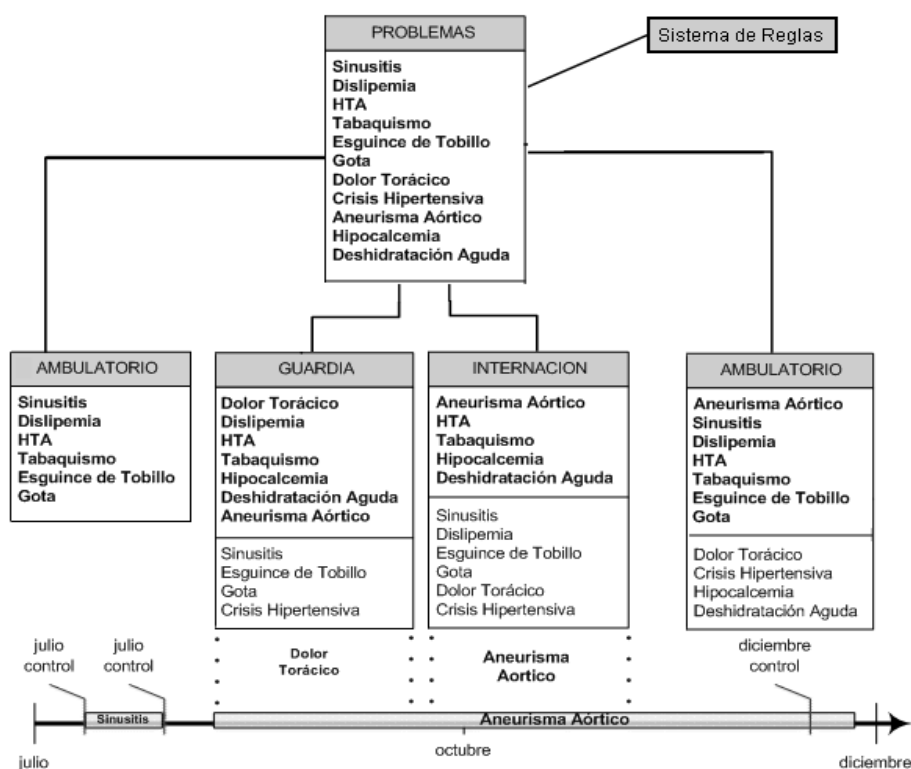 PROBLEMAS
Sistema de Reglas
Sinusitis
Dislipemia
HTA
Tabaquismo
Esguince de Tobillo
Gota
Dolor Torácico
Crisis Hipertensiva
Aneurisma Aórtico
Hipocalcemia
Deshidratación Aguda
AMBULATORIO
Sinusitis
Dislipemia
HTA
Tabaquismo
Esguince de Tobillo
Gota
GUARDIA
Dolor Torácico
Dislipemia
HTA
Tabaquismo
Hipocalcemia
Deshidratación Aguda
Aneurisma Aórtico
Sinusitis
Esguince de Tobillo
Gota
Crisis Hipertensiva
INTERNACION
Aneurisma Aórtico
HTA
Tabaquismo
Hipocalcemia
Deshidratación Aguda
Sinusitis
Dislipemia
Esguince de Tobillo
Gota
Dolor Torácico
Crisis Hipertensiva
AMBULATORIO
Aneurisma Aórtico
Sinusitis
Dislipemia
HTA
Tabaquismo
Esguince de Tobillo
Gota
Dolor Torácico
Crisis Hipertensiva
Hipocalcemia
Deshidratación Aguda
julio
control
julio
control
Dolor
Torácico
Aneurisma
Aortico
diciembre
control
Sinusitis
Aneurisma Aórtico
julio
octubre
diciembre